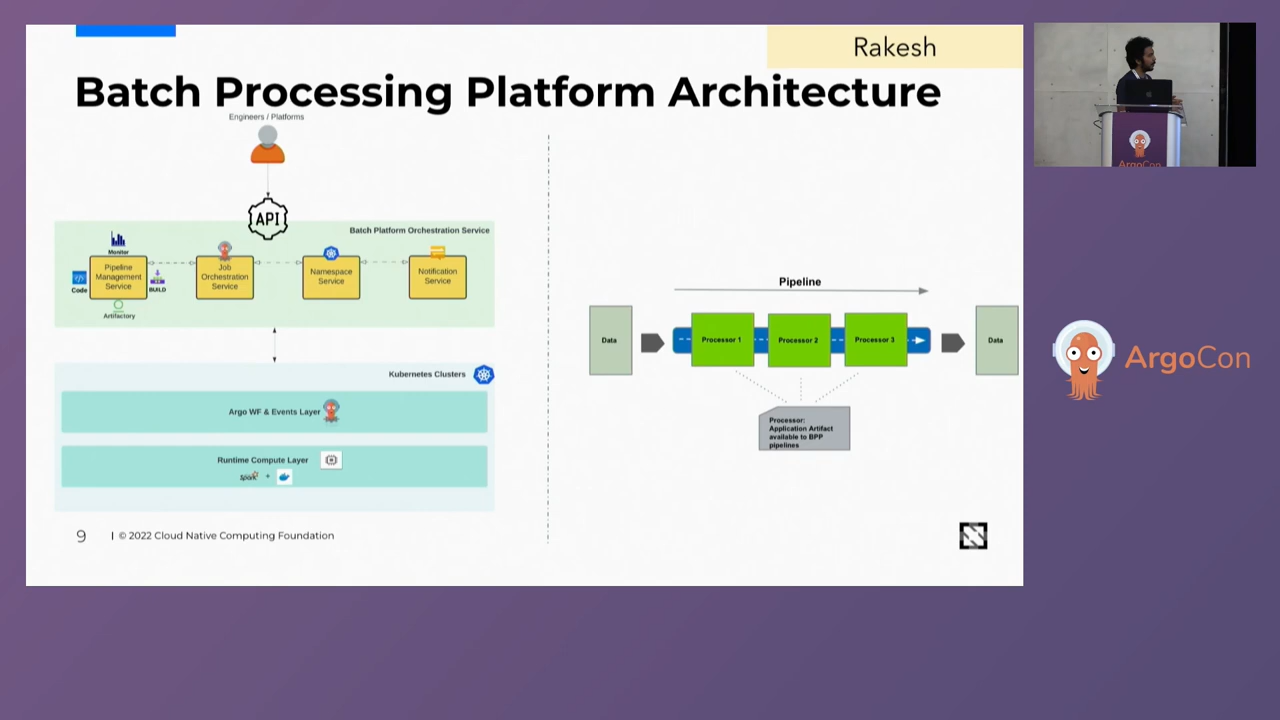 Rakesh
Batch Processing Platform Architecture
Engineers / Platforms
API
Batch Platform Orchestration Service
Monitor
Code
Pipeline
Management
Service
BUILD
Artifactory
Job
Orchestration
Service
Namespace
Service
Notification
Service
Kubernetes Clusters
Argo WF & Events Layer
Runtime Compute Layer
Spark +
Pipeline
Data
Processor 1
Processor 2
Processor 3
Data
Processor:
Application Artifact
available to BPP
pipelines
9 | © 2022 Cloud Native Computing Foundation
ArgoCon
ArgoCon